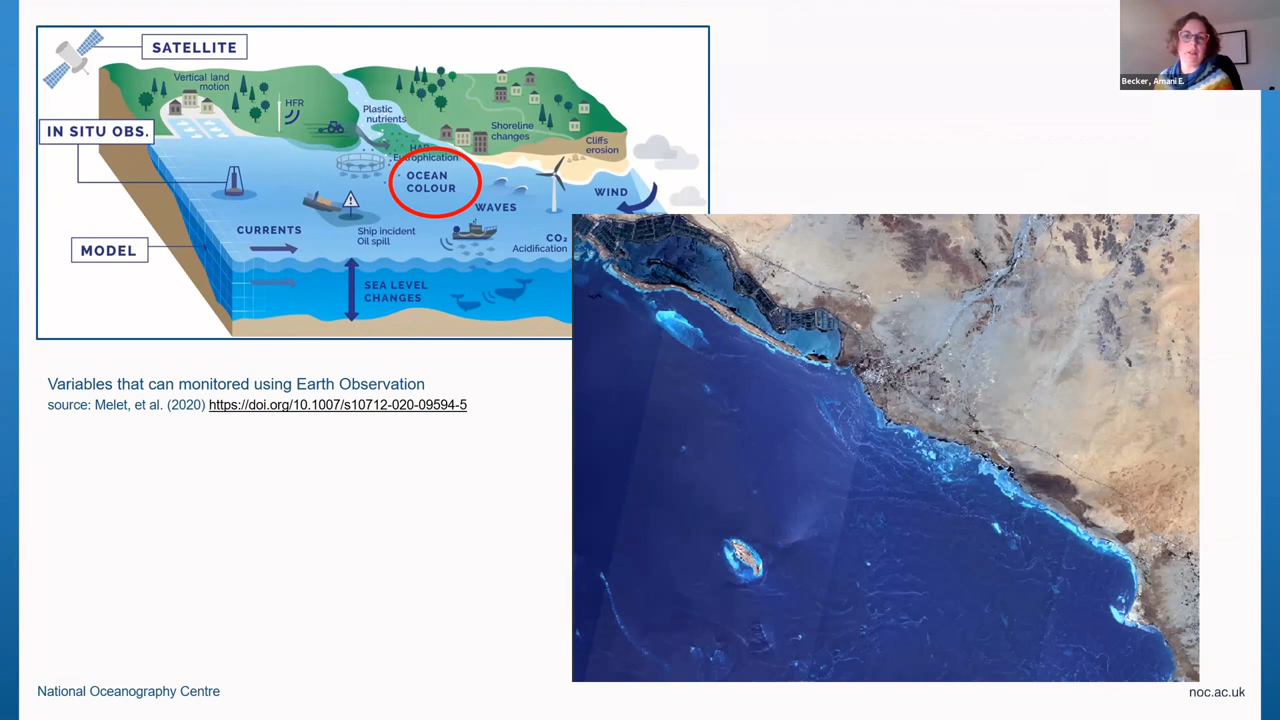 SATELLITE
Vertical land
motion
HFR
Plastic
nutrients
IN SITU OBS.
Shoreline
changes
Cliffs
erosion
HAB
Eutrophication
OCEAN
COLOUR
WIND
WAVES
CURRENTS
Ship incident
Oil spill
CO₂
Acidification
MODEL
SEA LEVEL
CHANGES
Becker, Amani E.
Variables that can monitored using Earth Observation
source: Melet, et al. (2020) https://doi.org/10.1007/s10712-020-09594-5
National Oceanography Centre
noc.ac.uk